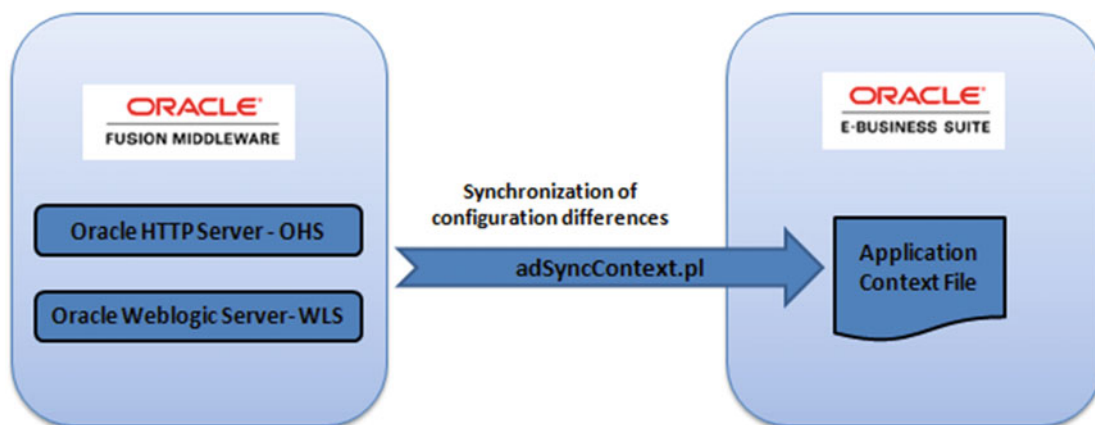 ORACLE
FUSION MIDDLEWARE
Oracle HTTP Server - OHS
Oracle Weblogic Server- WLS
Synchronization of
configuration differences
adSyncContext.pl
ORACLE
E-BUSINESS SUITE
Application
Context File